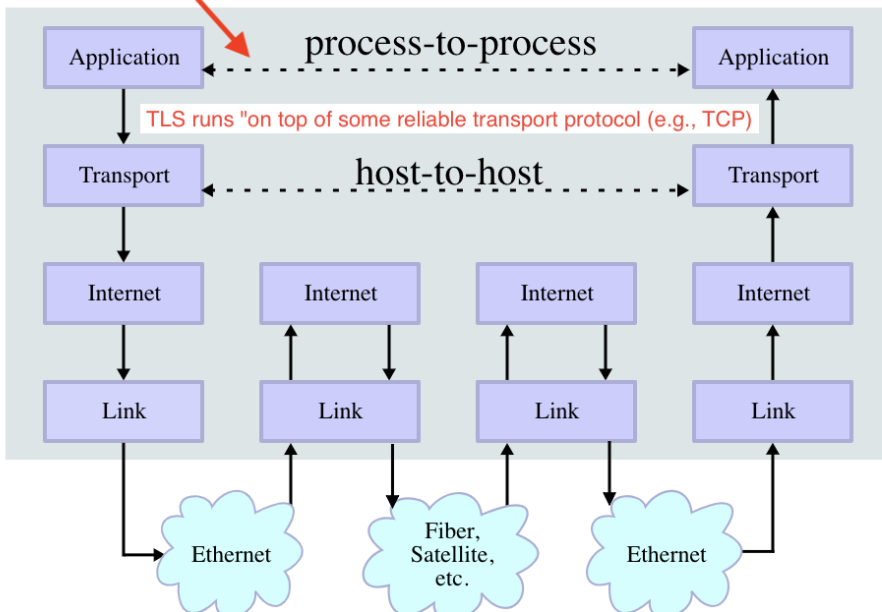 Application
process-to-process
Application
TLS runs "on top of some reliable transport protocol (e.g., TCP)
Transport
host-to-host
Transport
Internet
Internet
Internet
Internet
Link
Link
Link
Link
Ethernet
Fiber,
Satellite,
etc.
Ethernet